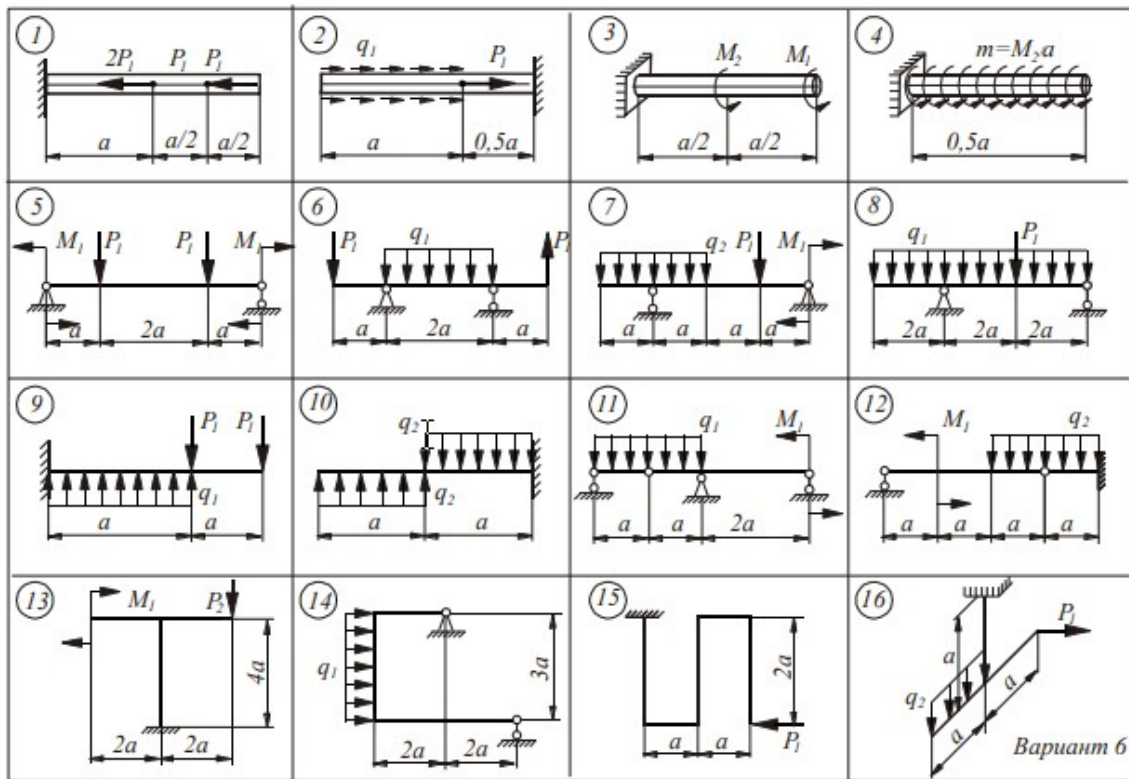 1
2P₁ P₁ P₁
a a/2 a/2
2
q₁
P₁
a 0,5a
3
M₂ M₁
a/2 a/2
4
m=M₂.a
0,5a
5
M₁ P₁ P₁ M₁
a 2a a
6
P₁ q₁ P₁
a 2a a
7
q₂ P₁ M₁
a a a a
8
q₁ P₁
2a 2a 2a
9
P₁ P₁
q₁
a a
10
q₂
q₂
a a
11
q₁ M₁
a a 2a
12
M₁ q₂
a a a a
13
M₁ P₂
4a
2a 2a
14
q₁
3a
2a 2a
15
2a
P₁
a a
16
P₁
a
q₂
a
a
Вариант 6